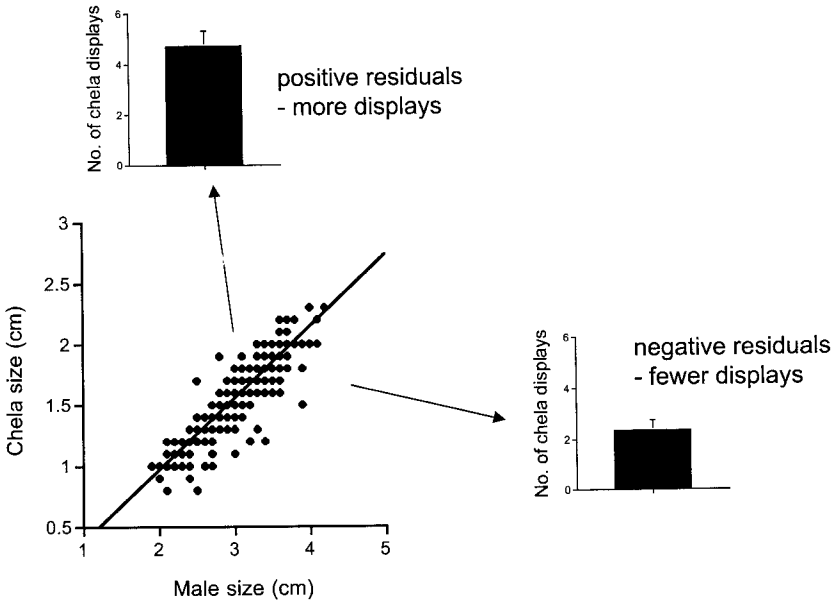 No. of chela displays
6
4
2
0
positive residuals
- more displays
Chela size (cm)
3
2.5
2
1.5
1
0.5
1
2
3
4
5
Male size (cm)
No. of chela displays
6
4
2
0
negative residuals
- fewer displays